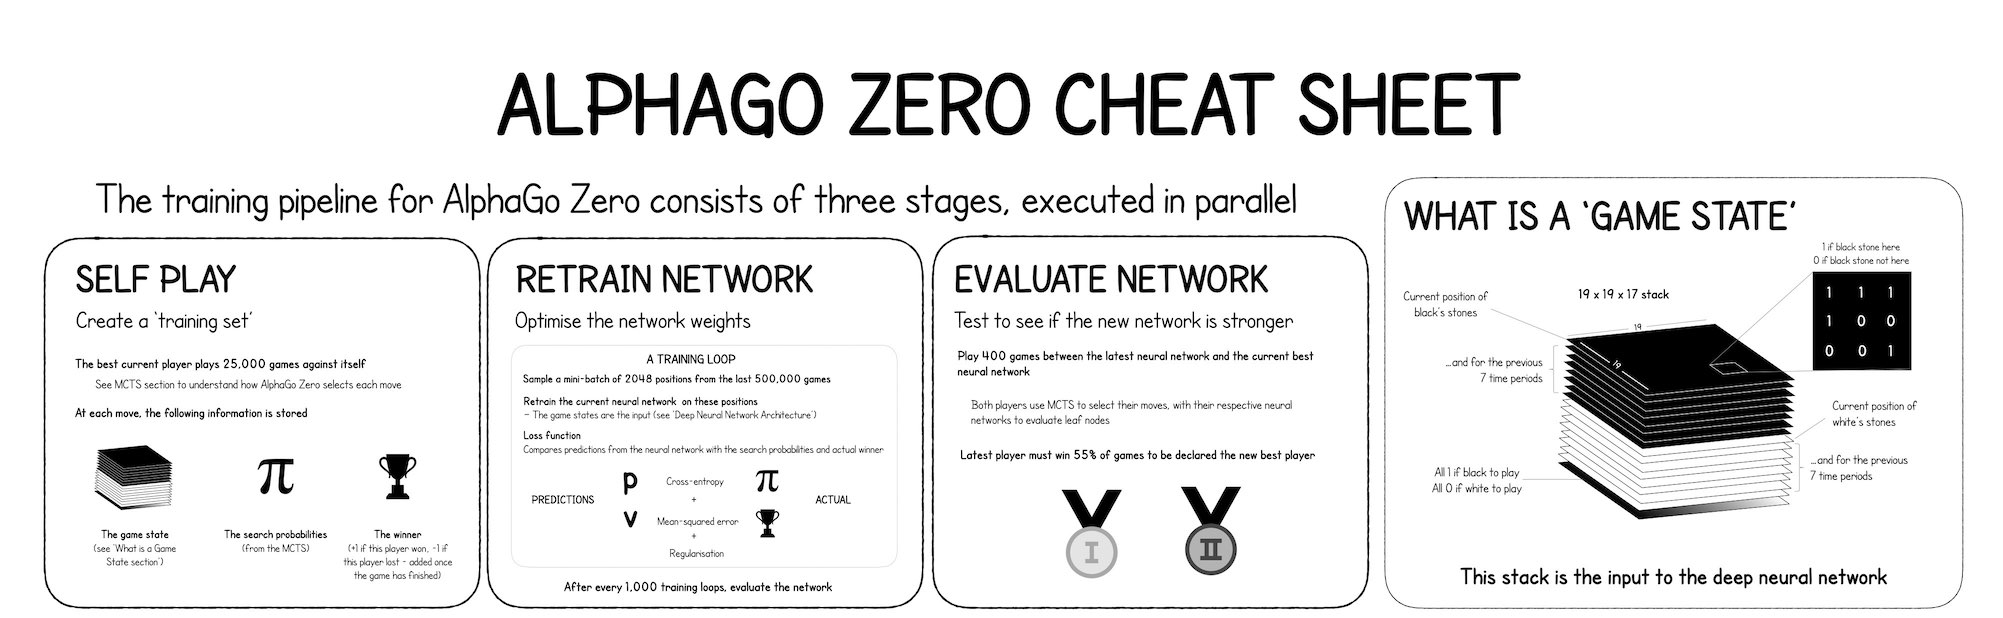 ALPHAGO ZERO CHEAT SHEET
The training pipeline for AlphaGo Zero consists of three stages, executed in parallel
SELF PLAY
Create a 'training set'
The best current player plays 25,000 games against itself
See MCTS section to understand how AlphaGo Zero selects each move
At each move, the following information is stored
The game state
(see 'What is a Game
State section')
π
The search probabilities
(from the MCTS)
The winner
(+1 if this player won, -1 if
this player lost - added once
the game has finished)
RETRAIN NETWORK
Optimise the network weights
A TRAINING LOOP
Sample a mini-batch of 2048 positions from the last 500,000 games
Retrain the current neural network on these positions
- The game states are the input (see 'Deep Neural Network Architecture')
Loss function
Compares predictions from the neural network with the search probabilities and actual winner
PREDICTIONS
p
Cross-entropy
π
+
v
Mean-squared error
+
Regularisation
ACTUAL
After every 1,000 training loops, evaluate the network
EVALUATE NETWORK
Test to see if the new network is stronger
Play 400 games between the latest neural network and the current best
neural network
Both players use MCTS to select their moves, with their respective neural
networks to evaluate leaf nodes
Latest player must win 55% of games to be declared the new best player
I
II
WHAT IS A 'GAME STATE'
1 if black stone here
0 if black stone not here
1 1 1
1 0 0
0 0 1
19 x 19 x 17 stack
Current position of
black's stones
19
19
...and for the previous
7 time periods
Current position of
white's stones
...and for the previous
7 time periods
All 1 if black to play
All 0 if white to play
This stack is the input to the deep neural network